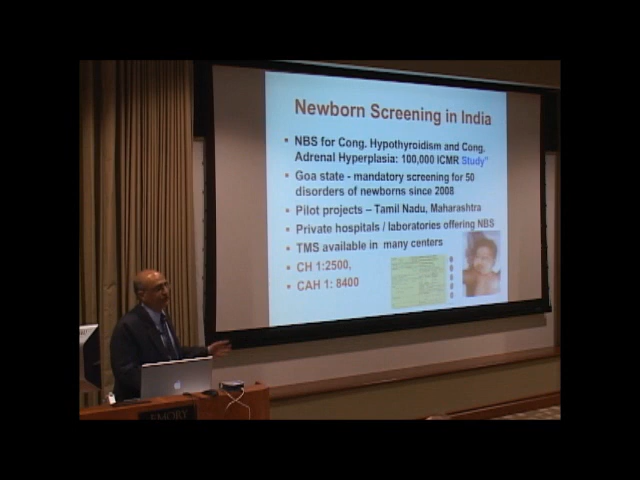 Newborn Screening in India
• NBS for Cong. Hypothyroidism and Cong.
Adrenal Hyperplasia: 100,000 ICMR Study"
• Goa state - mandatory screening for 50
disorders of newborns since 2008
• Pilot projects – Tamil Nadu, Maharashtra
• Private hospitals / laboratories offering NBS
• TMS available in many centers
• CH 1:2500,
• CAH 1: 8400
EMORY